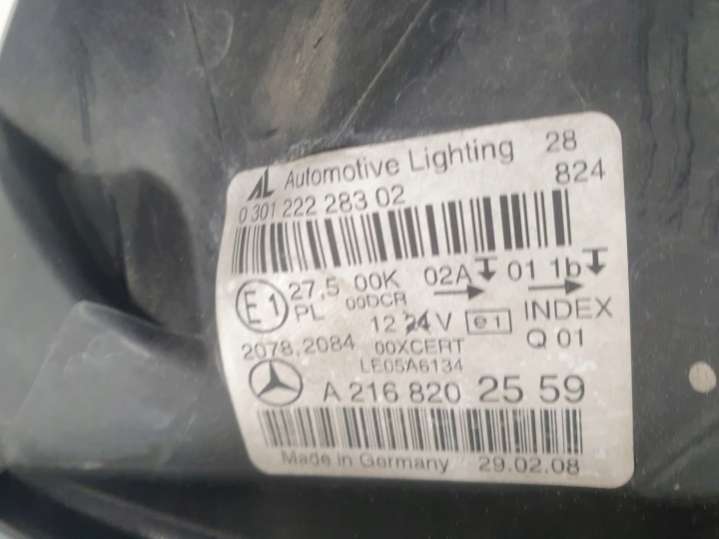 AL Automotive Lighting 28
0 301 222 283 02 824
E1 27,5 00K 02A 01 1b
PL 00DCR
12 24 V e1 INDEX
2078,2084 00XCERT Q 01
LE05A6134
A 216 820 25 59
Made in Germany 29.02.08